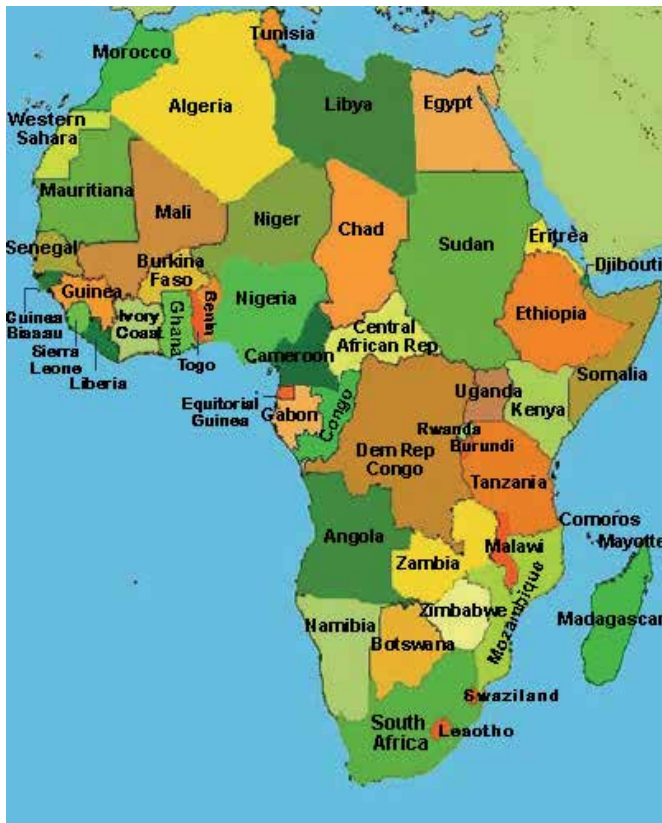 Tunisia
Morocco
Algeria
Libya
Egypt
Western
Sahara
Mauritiana
Mali
Niger
Chad
Sudan
Eritrea
Djibouti
Senegal
Burkina
Faso
Guinea
Guinea
Bissau
Ivory
Coast
Ghana
Benin
Nigeria
Togo
Sierra
Leone
Liberia
Central
African Rep
Ethiopia
Cameroon
Somalia
Equitorial
Guinea
Gabon
Congo
Uganda
Kenya
Rwanda
Burundi
Dem Rep
Congo
Tanzania
Comoros
Mayotte
Angola
Malawi
Zambia
Mozambique
Zimbabwe
Madagascar
Namibia
Botswana
Swaziland
South
Africa
Lesotho